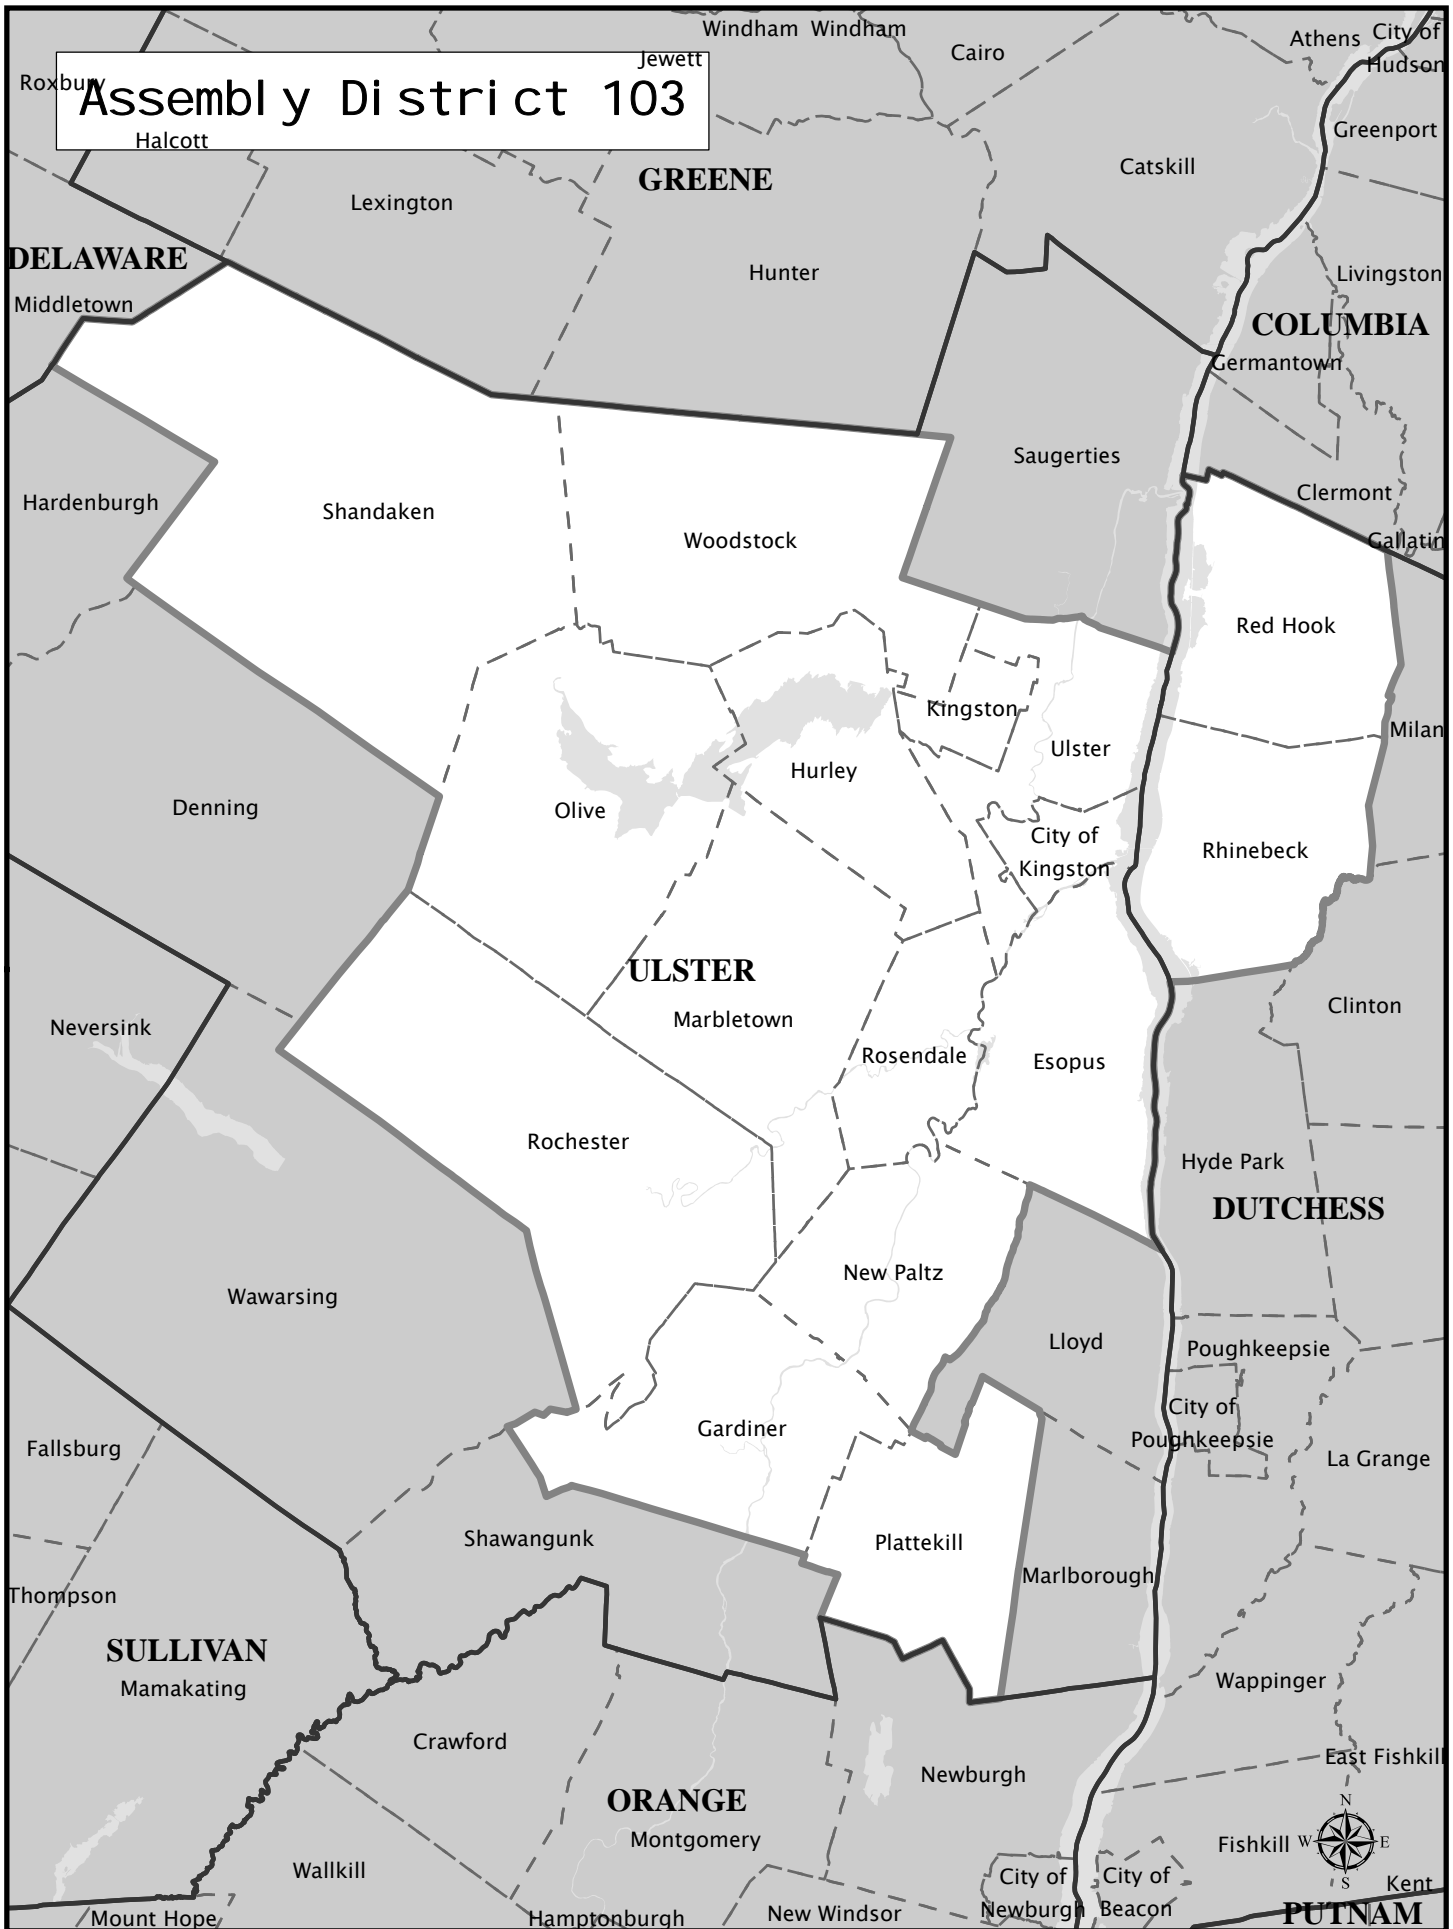 Windham Windham
City of
Hudson
Athens
Cairo
Jewett
Roxbury
Assembly District 103
Halcott
Greenport
Catskill
GREENE
Lexington
DELAWARE
Hunter
Livingston
Middletown
COLUMBIA
Germantown
Saugerties
Clermont
Hardenburgh
Shandaken
Woodstock
Gallatin
Red Hook
Kingston
Milan
Ulster
Hurley
Denning
Olive
City of
Kingston
Rhinebeck
ULSTER
Clinton
Neversink
Marbletown
Rosendale
Esopus
Rochester
Hyde Park
DUTCHESS
New Paltz
Wawarsing
Lloyd
Poughkeepsie
City of
Poughkeepsie
Gardiner
Fallsburg
La Grange
Shawangunk
Plattekill
Marlborough
Thompson
SULLIVAN
Mamakating
Wappinger
Crawford
East Fishkill
Newburgh
ORANGE
Montgomery
N
W E
S
Fishkill
Wallkill
City of
Newburgh
City of
Beacon
Kent
PUTNAM
Mount Hope
Hamptonburgh
New Windsor